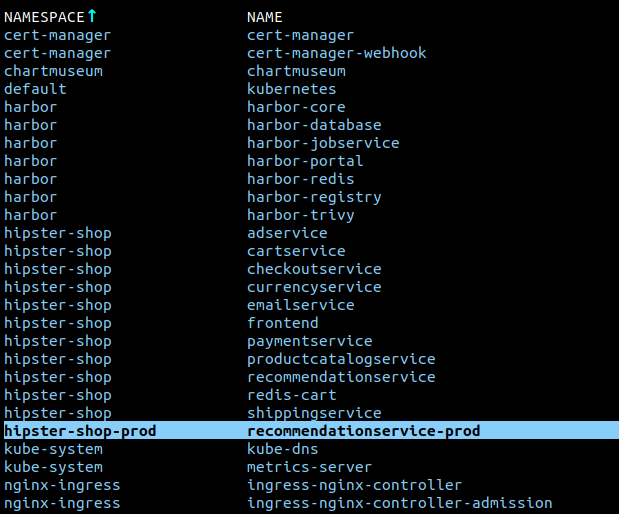 NAMESPACE↑ NAME
cert-manager cert-manager
cert-manager cert-manager-webhook
chartmuseum chartmuseum
default kubernetes
harbor harbor-core
harbor harbor-database
harbor harbor-jobservice
harbor harbor-portal
harbor harbor-redis
harbor harbor-registry
harbor harbor-trivy
hipster-shop adservice
hipster-shop cartservice
hipster-shop checkoutservice
hipster-shop currencyservice
hipster-shop emailservice
hipster-shop frontend
hipster-shop paymentservice
hipster-shop productcatalogservice
hipster-shop recommendationservice
hipster-shop redis-cart
hipster-shop shippingservice
hipster-shop-prod recommendationservice-prod
kube-system kube-dns
kube-system metrics-server
nginx-ingress ingress-nginx-controller
nginx-ingress ingress-nginx-controller-admission